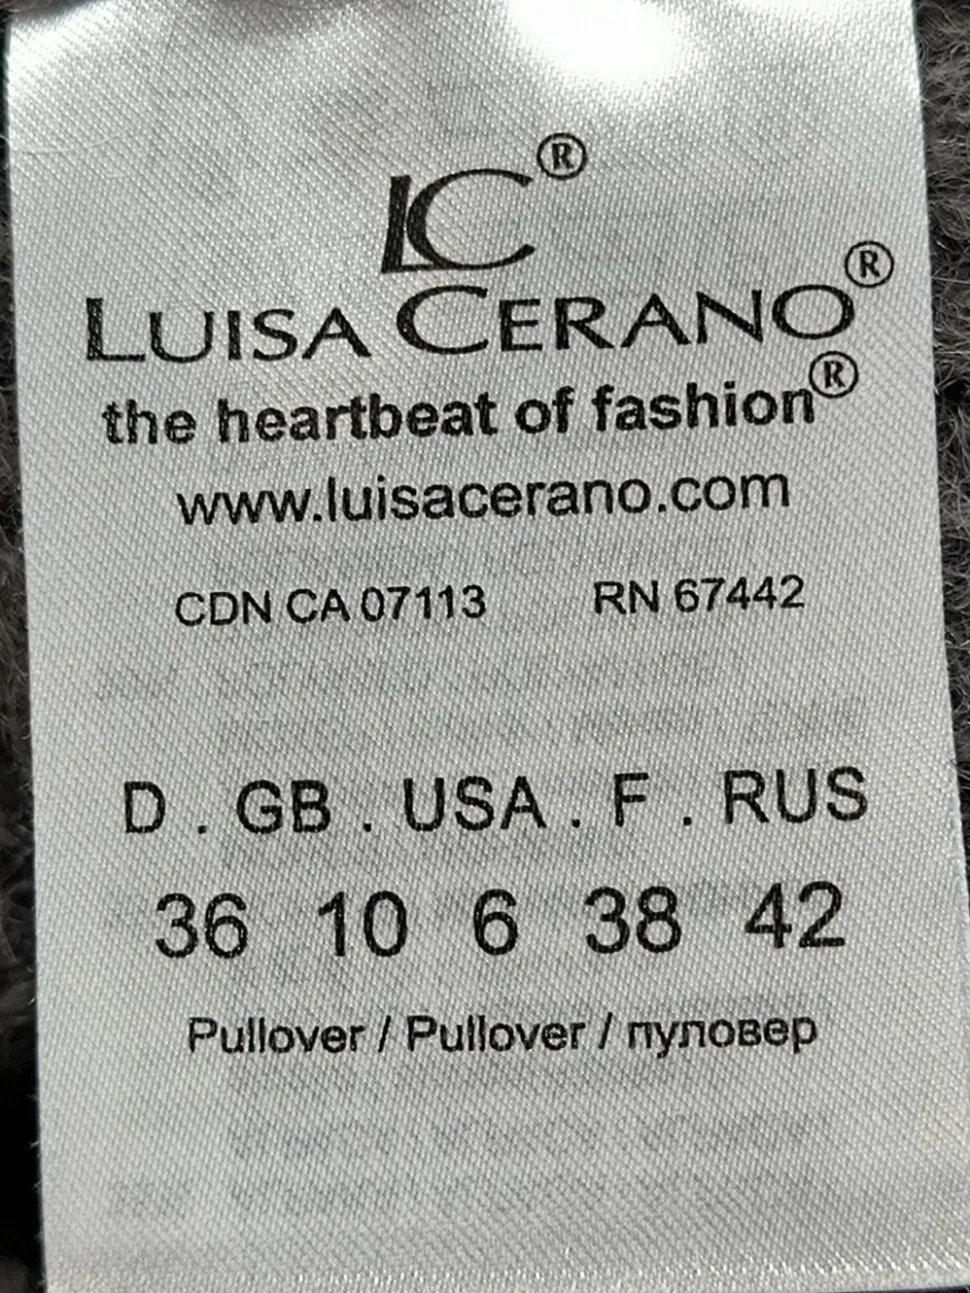 LC®
LUISA CERANO®
the heartbeat of fashion®
www.luisacerano.com
CDN CA 07113 RN 67442
D . GB . USA . F . RUS
36 10 6 38 42
Pullover / Pullover / пуловер